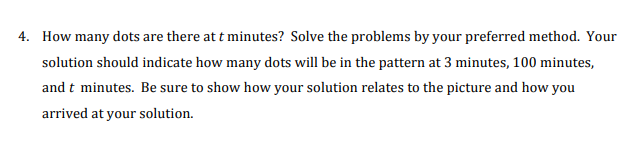 4. How many dots are there at t minutes? Solve the problems by your preferred method. Your
solution should indicate how many dots will be in the pattern at 3 minutes, 100 minutes,
and t minutes. Be sure to show how your solution relates to the picture and how you
arrived at your solution.